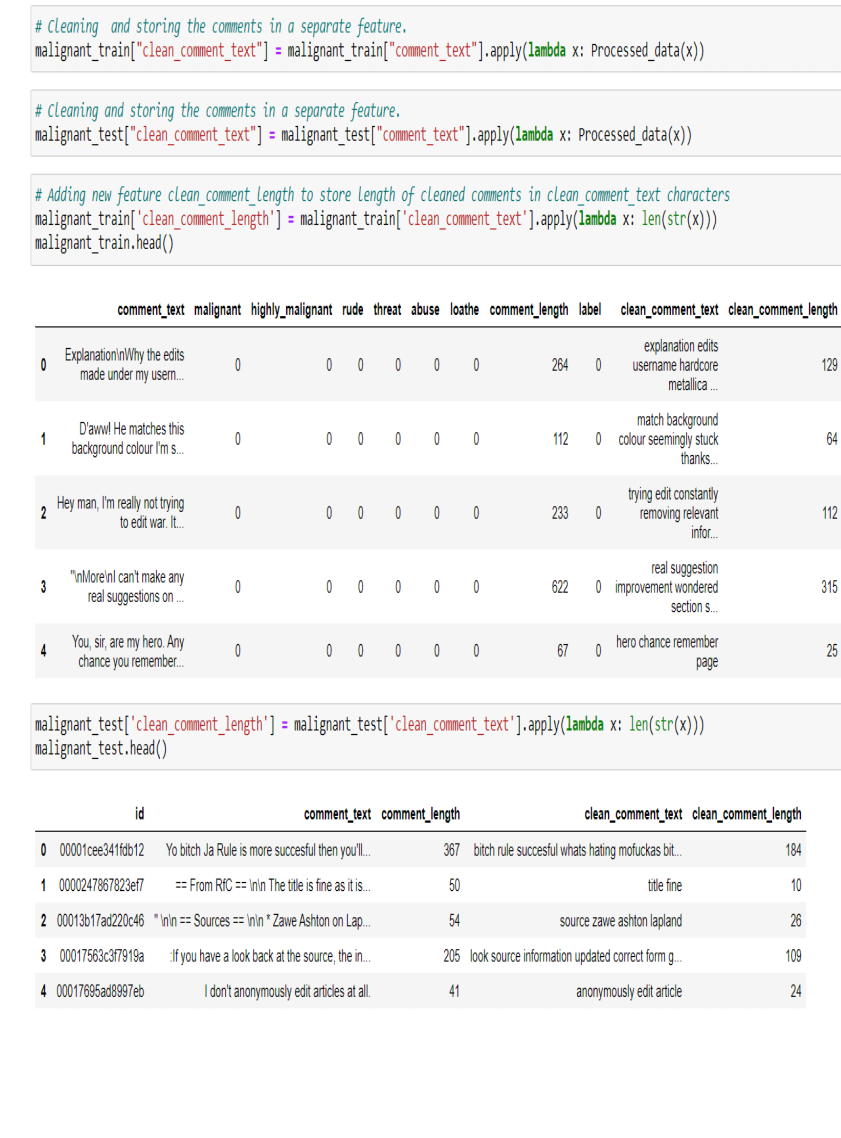 # Cleaning  and storing the comments in a separate feature.
malignant_train["clean_comment_text"] = malignant_train["comment_text"].apply(lambda x: Processed_data(x))
# Cleaning and storing the comments in a separate feature.
malignant_test["clean_comment_text"] = malignant_test["comment_text"].apply(lambda x: Processed_data(x))
# Adding new feature clean_comment_length to store length of cleaned comments in clean_comment_text characters
malignant_train['clean_comment_length'] = malignant_train['clean_comment_text'].apply(lambda x: len(str(x)))
malignant_train.head()
comment_text malignant highly_malignant rude threat abuse loathe comment_length label clean_comment_text clean_comment_length
0 Explanation\nWhy the edits made under my usern... 0 0 0 0 0 0 264 0 explanation edits username hardcore metallica ... 129
1 D'aww! He matches this background colour I'm s... 0 0 0 0 0 0 112 0 match background colour seemingly stuck thanks... 64
2 Hey man, I'm really not trying to edit war. It... 0 0 0 0 0 0 233 0 trying edit constantly removing relevant infor... 112
3 "\nMore\nI can't make any real suggestions on ... 0 0 0 0 0 0 622 0 real suggestion improvement wondered section s... 315
4 You, sir, are my hero. Any chance you remember... 0 0 0 0 0 0 67 0 hero chance remember page 25
malignant_test['clean_comment_length'] = malignant_test['clean_comment_text'].apply(lambda x: len(str(x)))
malignant_test.head()
id comment_text comment_length clean_comment_text clean_comment_length
0 00001cee341fdb12 Yo bitch Ja Rule is more succesful then you'll... 367 bitch rule succesful whats hating mofuckas bit... 184
1 0000247867823ef7 == From RfC == \n\n The title is fine as it is... 50 title fine 10
2 00013b17ad220c46 " \n\n == Sources == \n\n * Zawe Ashton on Lap... 54 source zawe ashton lapland 26
3 00017563c3f7919a :If you have a look back at the source, the in... 205 look source information updated correct form g... 109
4 00017695ad8997eb I don't anonymously edit articles at all. 41 anonymously edit article 24